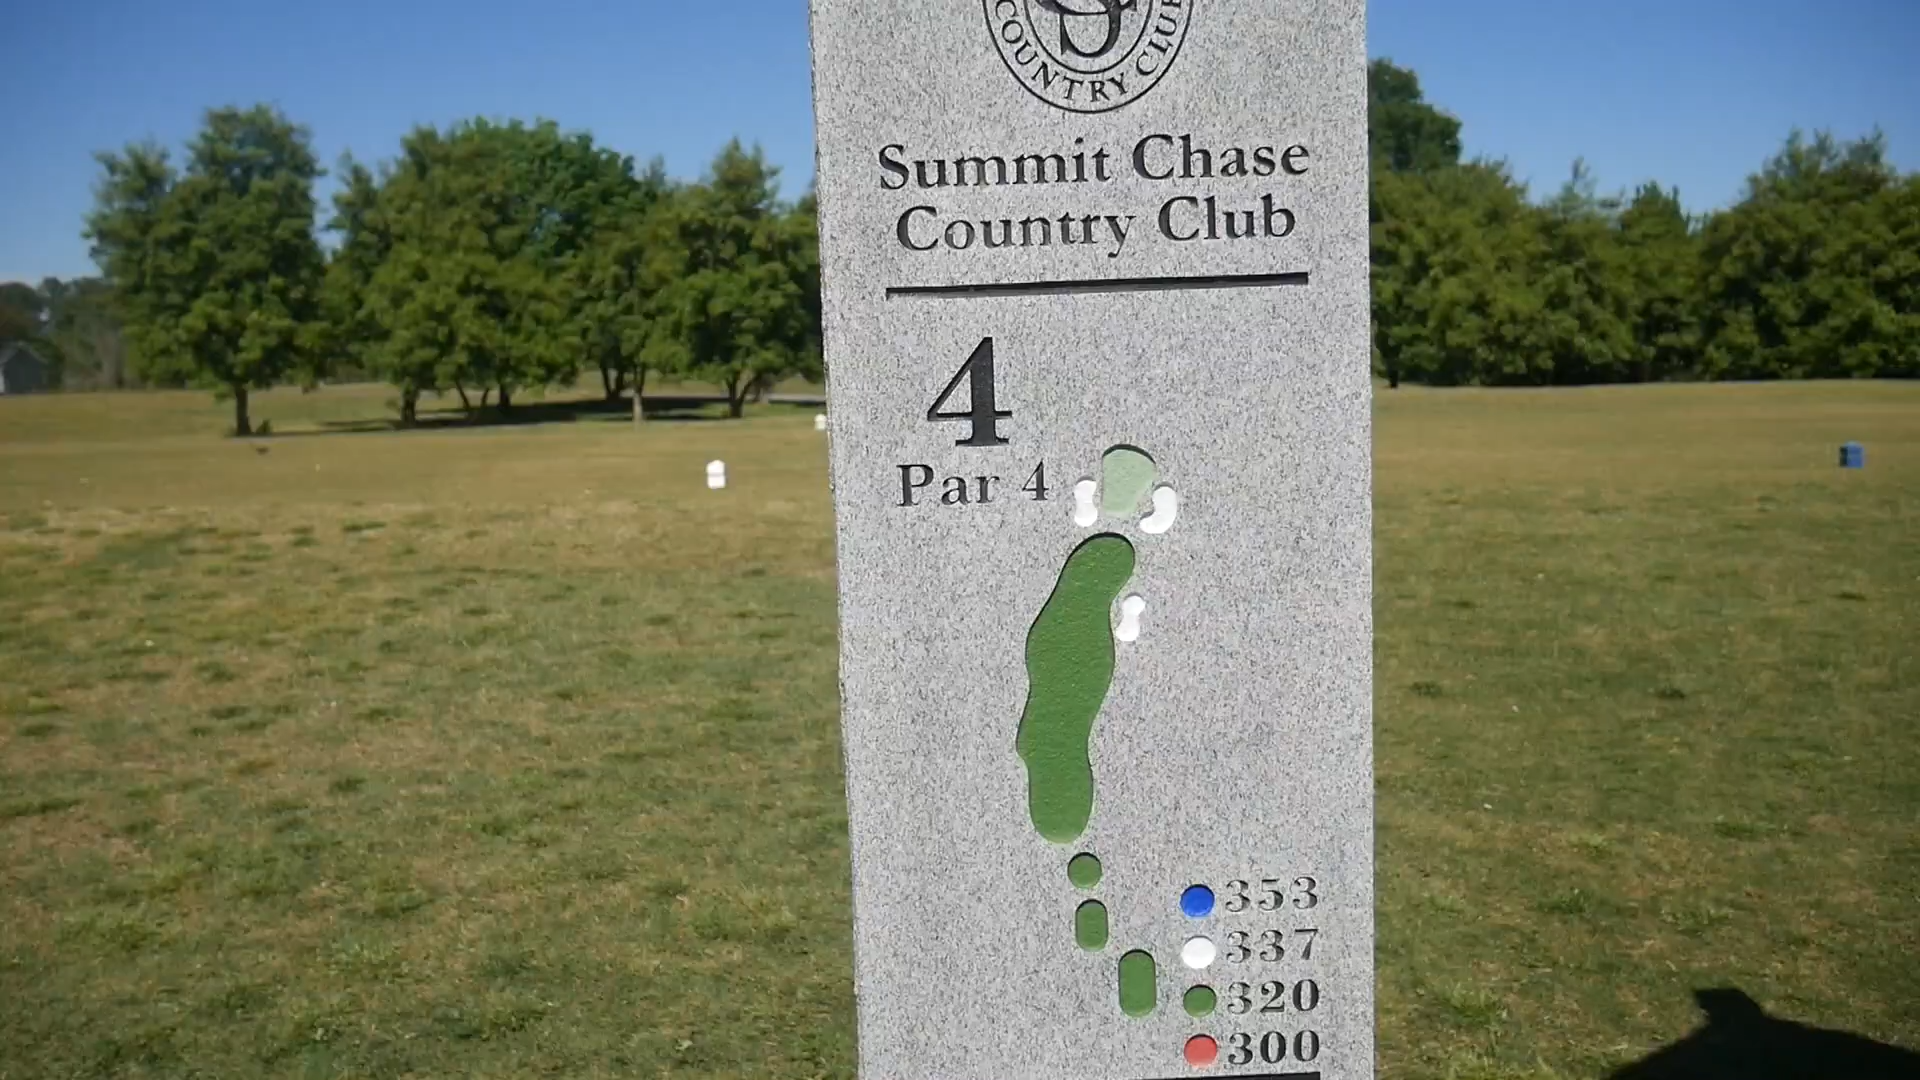 COUNTRY CLUB
Summit Chase
Country Club
4
Par 4
353
337
320
300